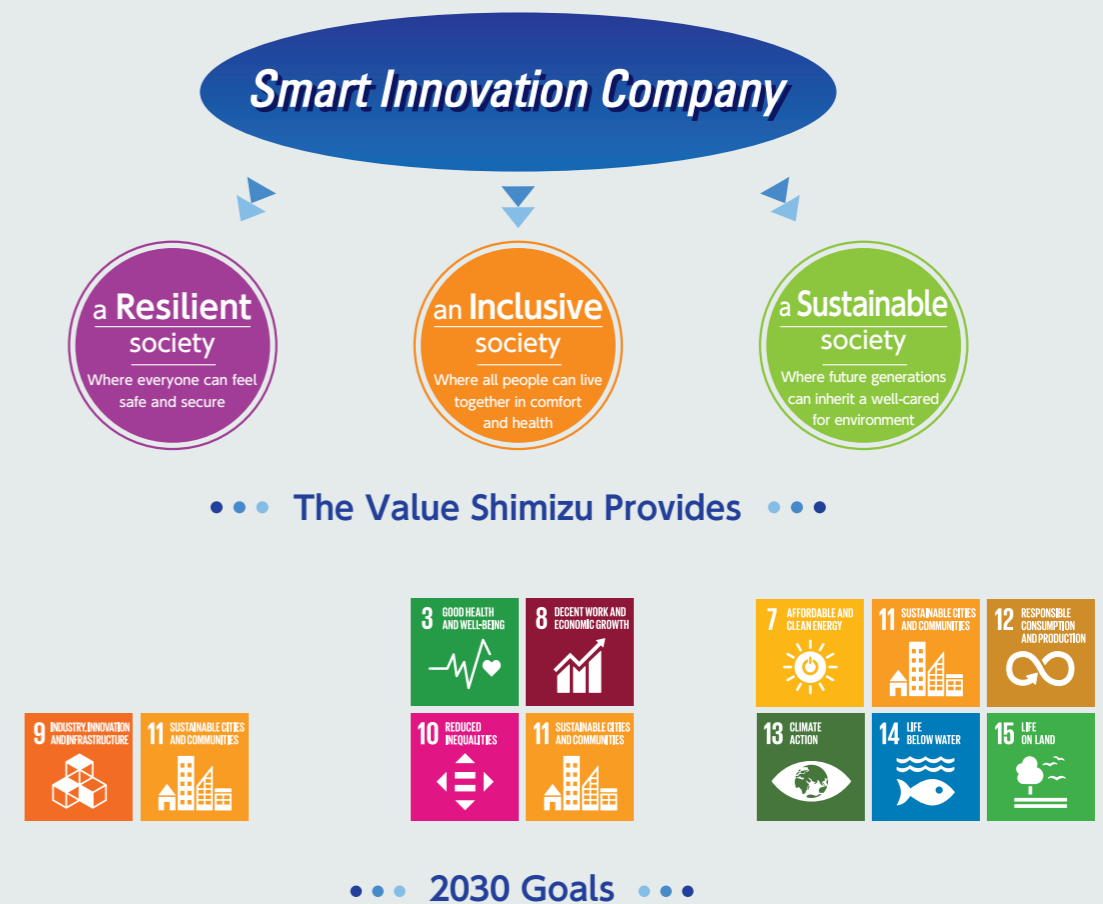 Smart Innovation Company
a Resilient
society
Where everyone can feel
safe and secure
an Inclusive
society
Where all people can live
together in comfort
and health
a Sustainable
society
Where future generations
can inherit a well-cared
for environment
The Value Shimizu Provides
9 INDUSTRY, INNOVATION
AND INFRASTRUCTURE
11 SUSTAINABLE CITIES
AND COMMUNITIES
3 GOOD HEALTH
AND WELL-BEING
8 DECENT WORK AND
ECONOMIC GROWTH
10 REDUCED
INEQUALITIES
11 SUSTAINABLE CITIES
AND COMMUNITIES
7 AFFORDABLE AND
CLEAN ENERGY
11 SUSTAINABLE CITIES
AND COMMUNITIES
12 RESPONSIBLE
CONSUMPTION
AND PRODUCTION
13 CLIMATE
ACTION
14 LIFE
BELOW WATER
15 LIFE
ON LAND
2030 Goals